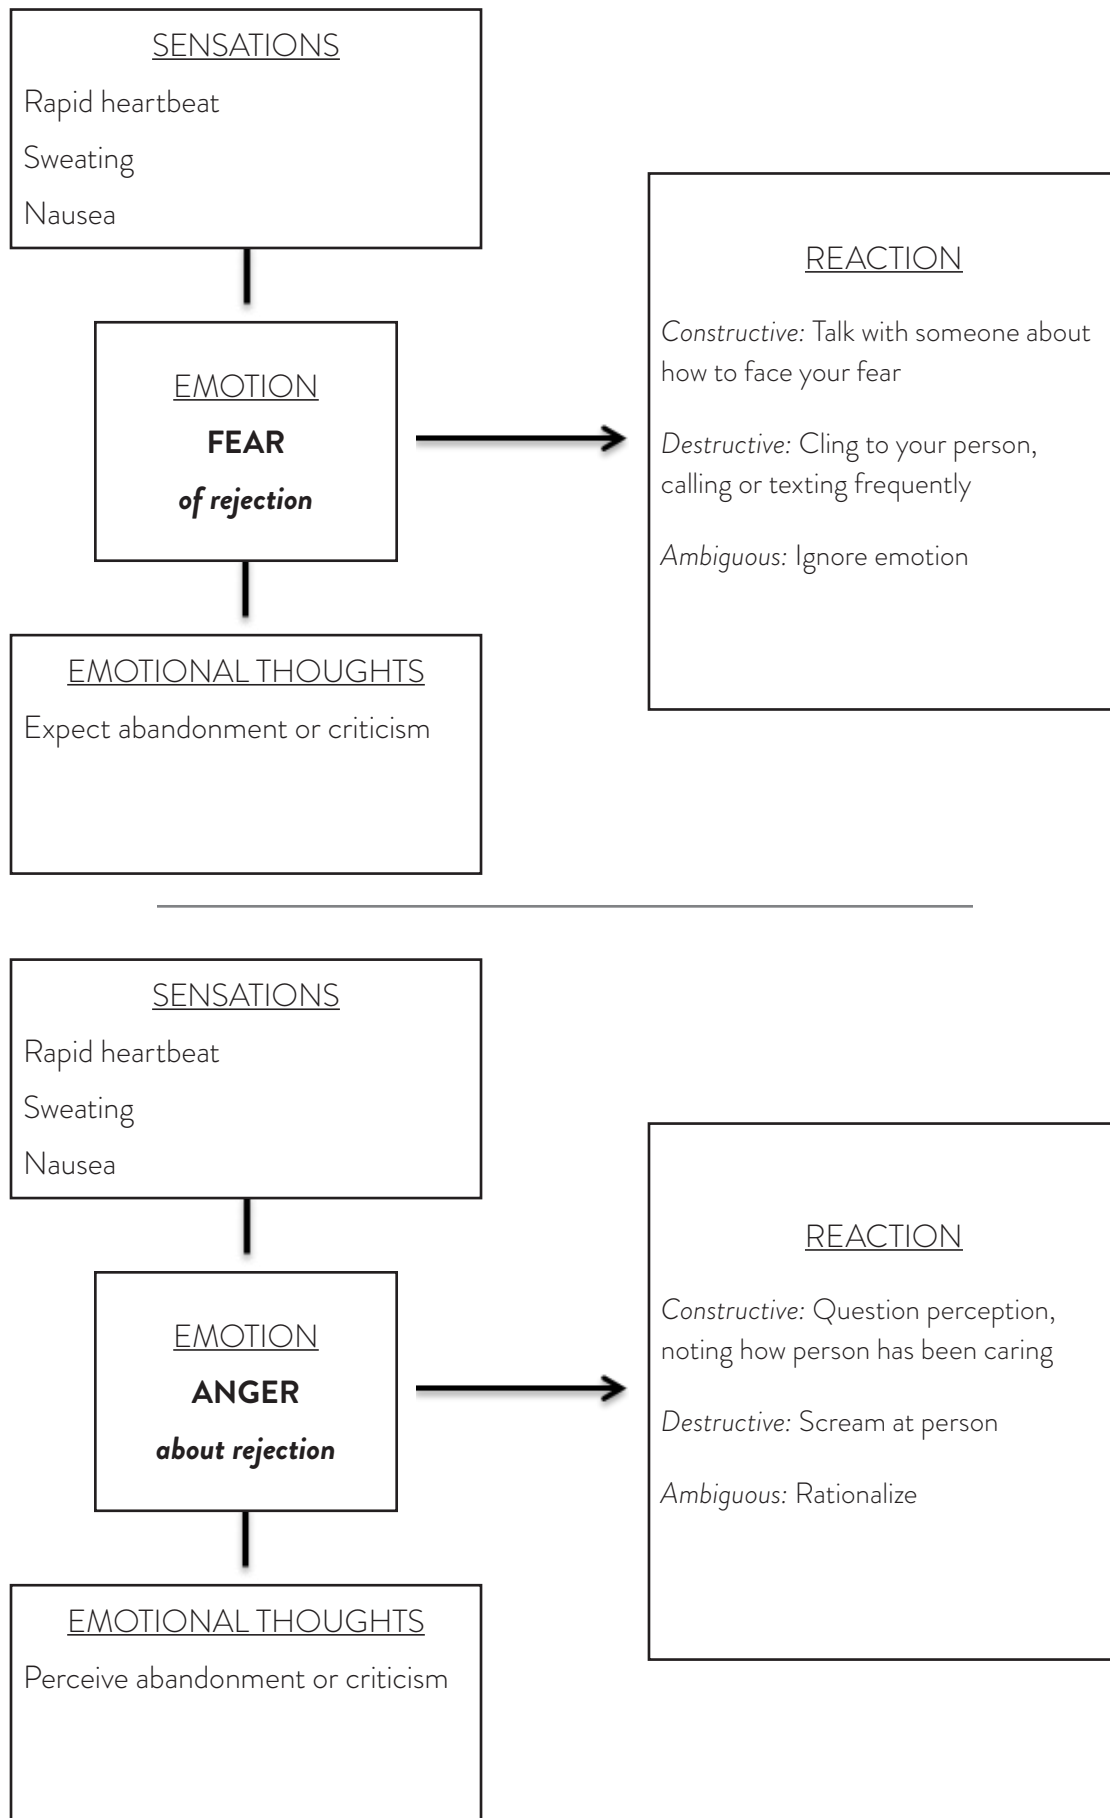 SENSATIONS
Rapid heartbeat
Sweating
Nausea
EMOTION
FEAR
of rejection
EMOTIONAL THOUGHTS
Expect abandonment or criticism
REACTION
Constructive: Talk with someone about
how to face your fear
Destructive: Cling to your person,
calling or texting frequently
Ambiguous: Ignore emotion
SENSATIONS
Rapid heartbeat
Sweating
Nausea
EMOTION
ANGER
about rejection
EMOTIONAL THOUGHTS
Perceive abandonment or criticism
REACTION
Constructive: Question perception,
noting how person has been caring
Destructive: Scream at person
Ambiguous: Rationalize